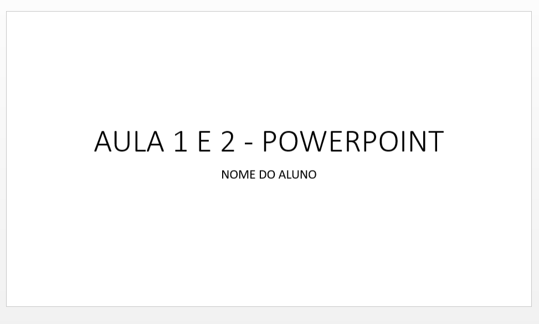 AULA 1 E 2 - POWERPOINT
NOME DO ALUNO